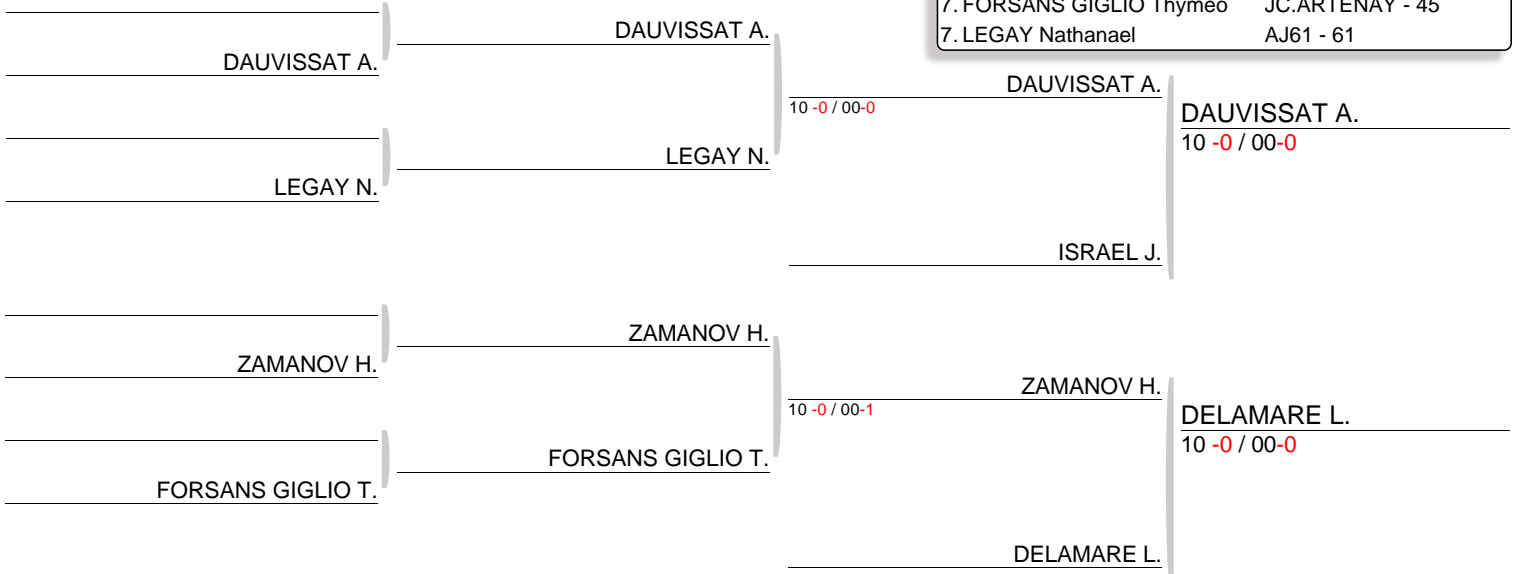 7. FORSANS GIGLIO Thymeo JC.ARTENAY - 45
7. LEGAY Nathanael AJ61 - 61
DAUVISSAT A.
DAUVISSAT A.
DAUVISSAT A.
10 -0 / 00-0
DAUVISSAT A.
10 -0 / 00-0
LEGAY N.
LEGAY N.
ISRAEL J.
ZAMANOV H.
ZAMANOV H.
ZAMANOV H.
10 -0 / 00-1
DELAMARE L.
10 -0 / 00-0
FORSANS GIGLIO T.
FORSANS GIGLIO T.
DELAMARE L.